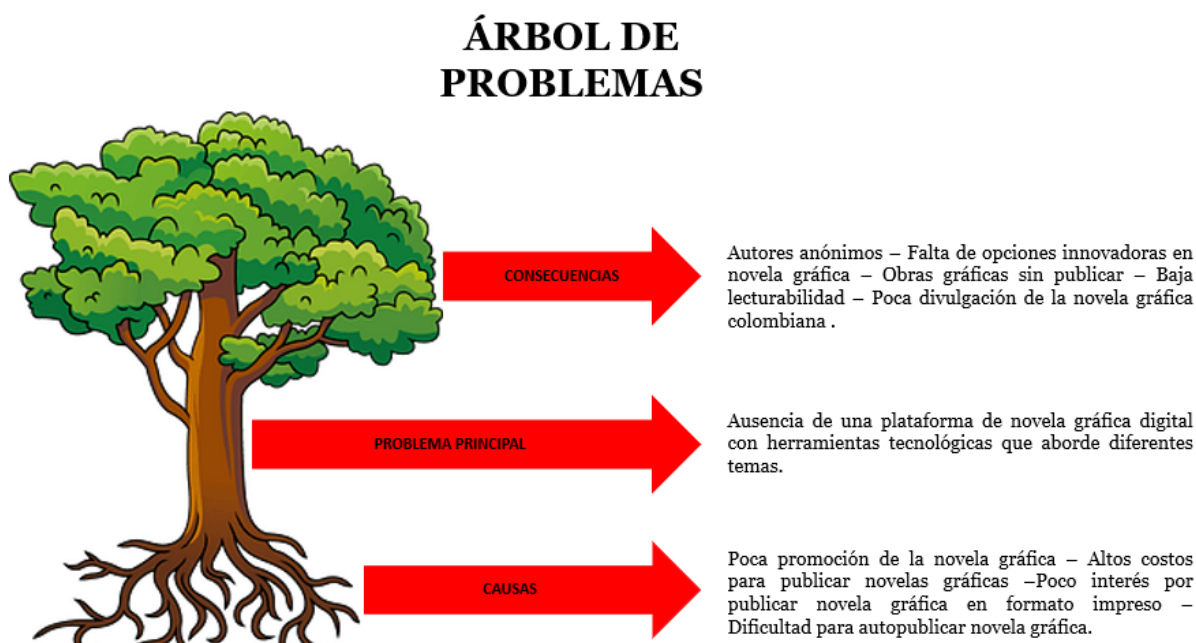 ÁRBOL DE
PROBLEMAS
CONSECUENCIAS
Autores anónimos – Falta de opciones innovadoras en
novela gráfica – Obras gráficas sin publicar – Baja
lecturabilidad – Poca divulgación de la novela gráfica
colombiana .
PROBLEMA PRINCIPAL
Ausencia de una plataforma de novela gráfica digital
con herramientas tecnológicas que aborde diferentes
temas.
CAUSAS
Poca promoción de la novela gráfica – Altos costos
para publicar novelas gráficas –Poco interés por
publicar novela gráfica en formato impreso –
Dificultad para autopublicar novela gráfica.